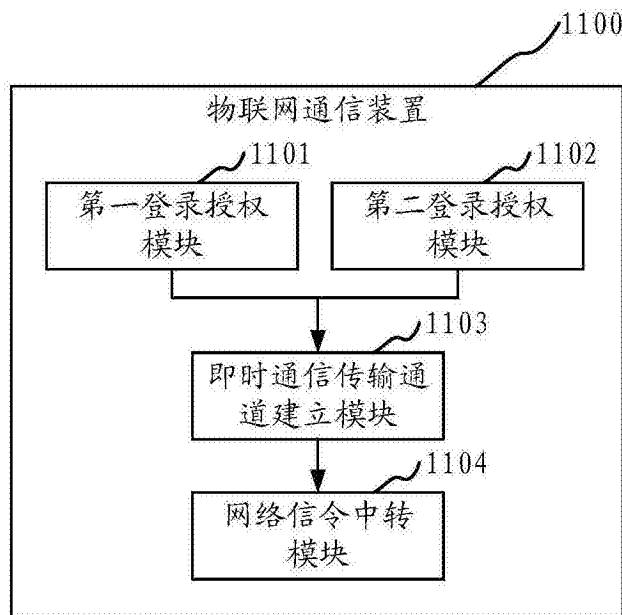 1100
物联网通信装置
1101
1102
第一登录授权
模块
第二登录授权
模块
1103
即时通信传输通
道建立模块
1104
网络信令中转
模块